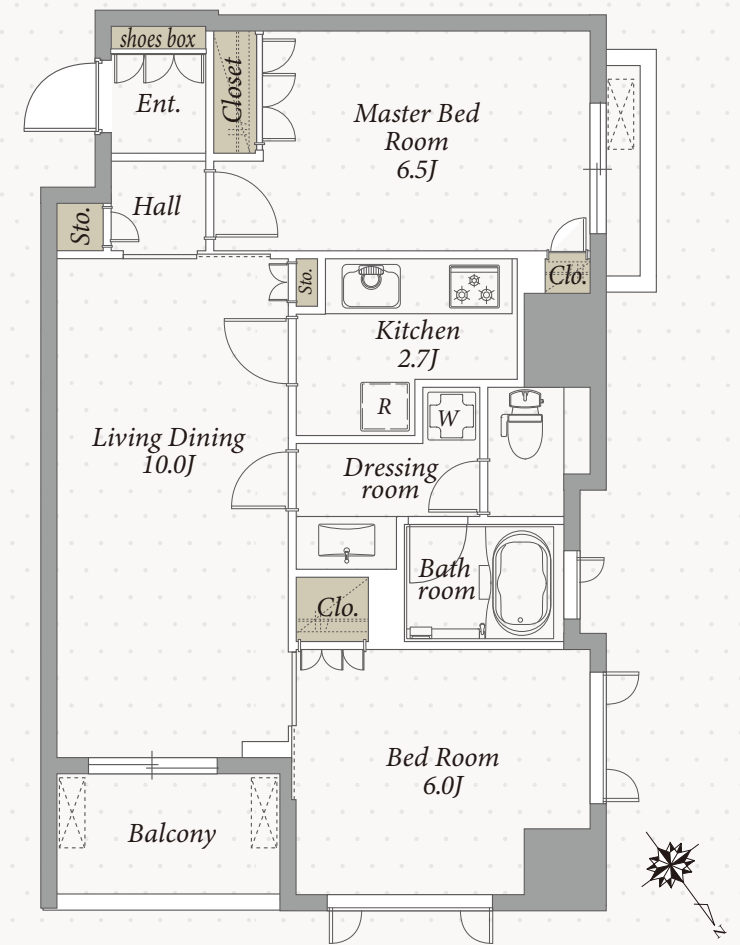 shoes box
Closet
Ent.
Master Bed
Room
6.5J
Hall
Sto.
Sto.
Clo.
Kitchen
2.7J
R
W
Living Dining
10.0J
Dressing
room
Bath
room
Clo.
Bed Room
6.0J
Balcony
N